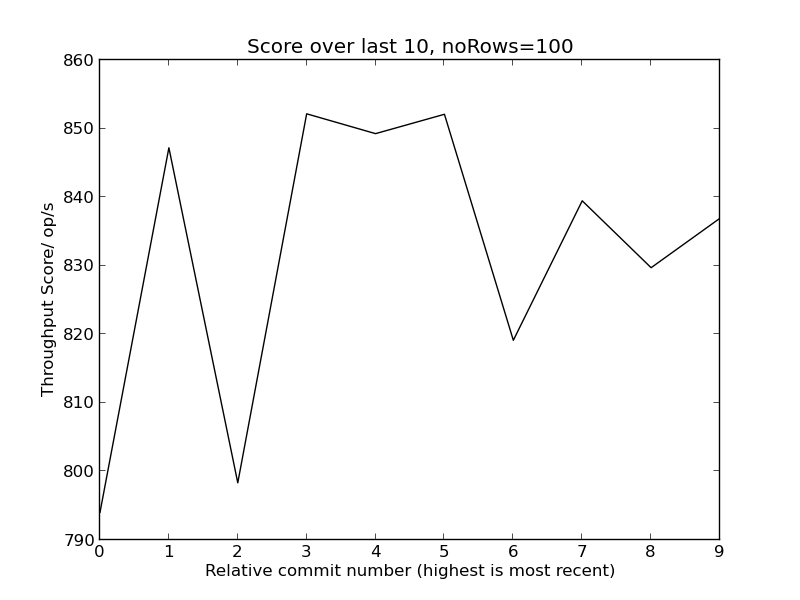 Score over last 10, noRows=100
860
850
840
830
820
810
800
790
Throughput Score/ op/s
0 1 2 3 4 5 6 7 8 9
Relative commit number (highest is most recent)